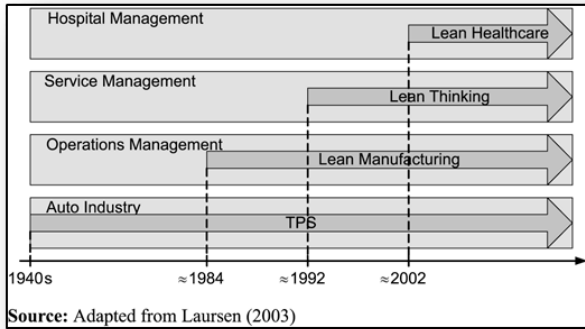 Hospital Management
Lean Healthcare
Service Management
Lean Thinking
Operations Management
Lean Manufacturing
Auto Industry
TPS
1940s ≈1984 ≈1992 ≈2002
Source: Adapted from Laursen (2003)